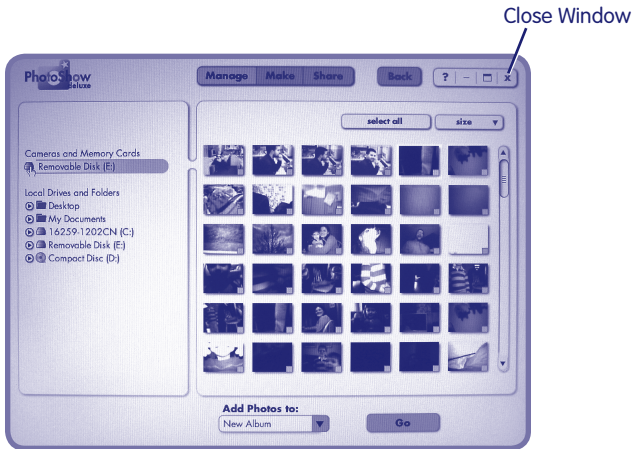 Close Window
PhotoShow
deluxe
Manage Make Share Back ? – x
select all size
Cameras and Memory Cards
Removable Disk (E:)
Local Drives and Folders
Desktop
My Documents
16259-1202CN (C:)
Removable Disk (E:)
Compact Disc (D:)
Add Photos to:
New Album Go